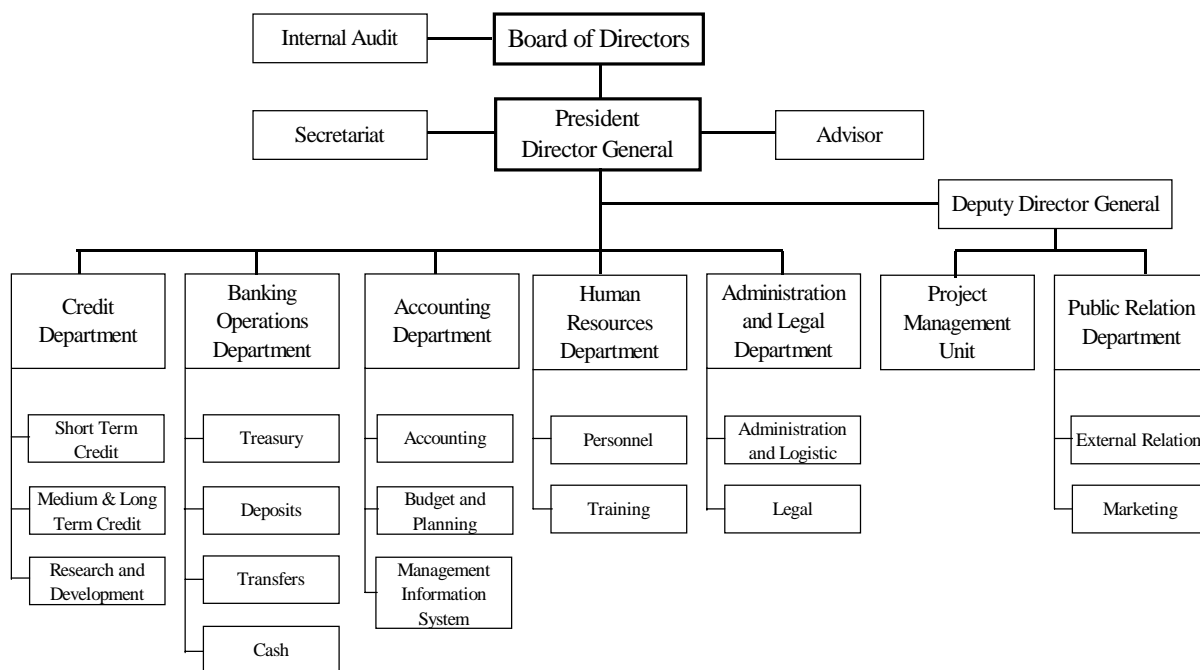 Internal Audit
Board of Directors
Secretariat
President
Director General
Advisor
Deputy Director General
Credit
Department
Banking
Operations
Department
Accounting
Department
Human
Resources
Department
Administration
and Legal
Department
Project
Management
Unit
Public Relation
Department
Short Term
Credit
Medium & Long
Term Credit
Research and
Development
Treasury
Deposits
Transfers
Cash
Accounting
Budget and
Planning
Management
Information
System
Personnel
Training
Administration
and Logistic
Legal
External Relation
Marketing